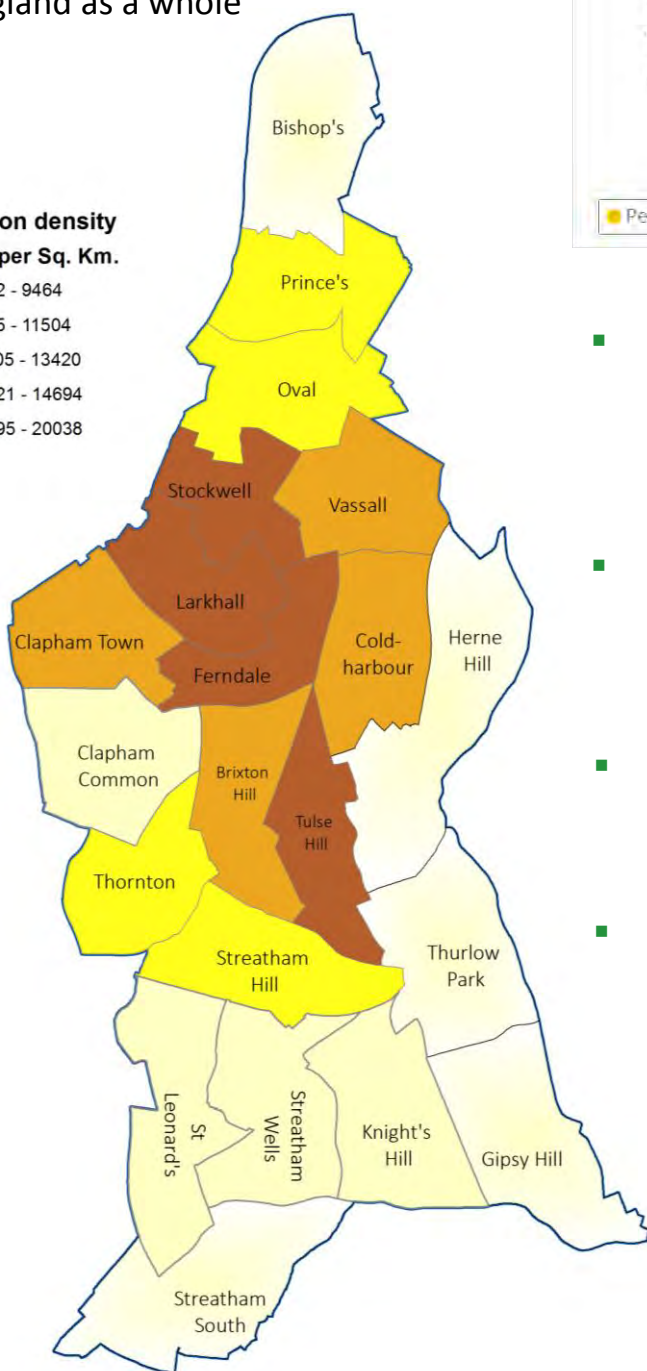 gland as a whole
on density
per Sq. Km.
2 - 9464
5 - 11504
05 - 13420
21 - 14694
95 - 20038
Pe
Bishop's
Prince's
Oval
Stockwell
Vassall
Larkhall
Clapham Town
Cold-
harbour
Herne
Hill
Ferndale
Clapham
Common
Brixton
Hill
Tulse
Hill
Thornton
Streatham
Hill
Thurlow
Park
St
Leonard's
Streatham
Wells
Knight's
Hill
Gipsy Hill
Streatham
South